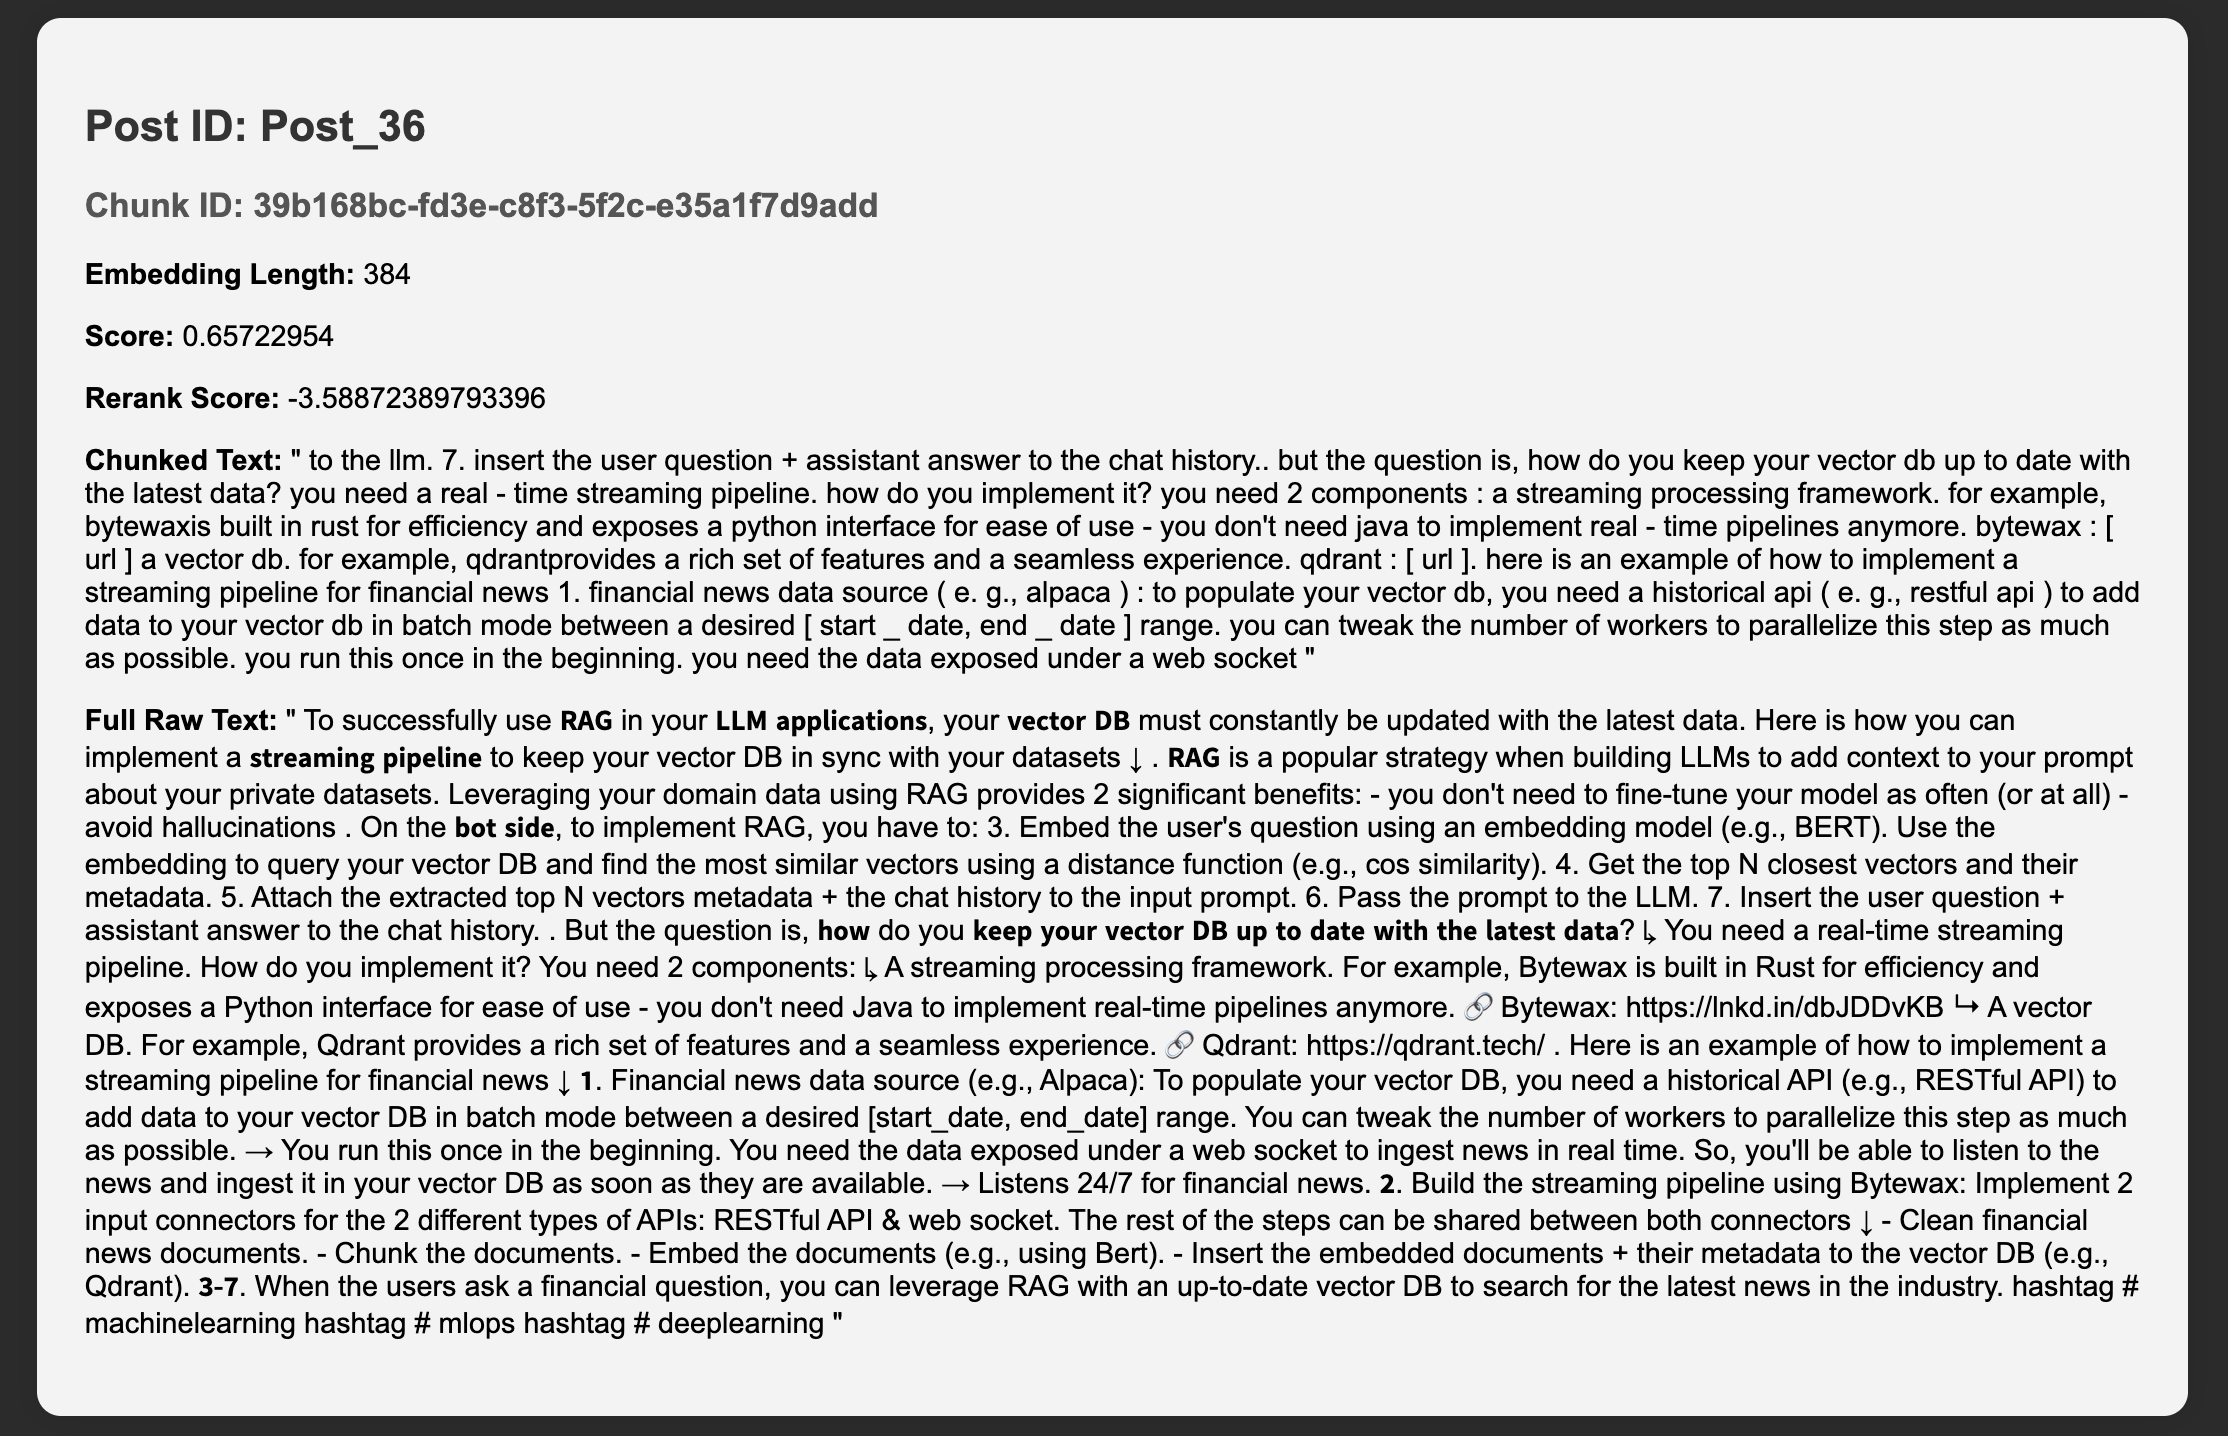 Post ID: Post_36
Chunk ID: 39b168bc-fd3e-c8f3-5f2c-e35a1f7d9add
Embedding Length: 384
Score: 0.65722954
Rerank Score: -3.58872389793396
Chunked Text: " to the llm. 7. insert the user question + assistant answer to the chat history.. but the question is, how do you keep your vector db up to date with
the latest data? you need a real - time streaming pipeline. how do you implement it? you need 2 components : a streaming processing framework. for example,
bytewaxis built in rust for efficiency and exposes a python interface for ease of use - you don't need java to implement real - time pipelines anymore. bytewax : [
url ] a vector db. for example, qdrantprovides a rich set of features and a seamless experience. qdrant : [ url ]. here is an example of how to implement a
streaming pipeline for financial news 1. financial news data source ( e. g., alpaca ) : to populate your vector db, you need a historical api ( e. g., restful api ) to add
data to your vector db in batch mode between a desired [ start _ date, end _ date ] range. you can tweak the number of workers to parallelize this step as much
as possible. you run this once in the beginning. you need the data exposed under a web socket "
Full Raw Text: " To successfully use RAG in your LLM applications, your vector DB must constantly be updated with the latest data. Here is how you can
implement a streaming pipeline to keep your vector DB in sync with your datasets ↓ . RAG is a popular strategy when building LLMs to add context to your prompt
about your private datasets. Leveraging your domain data using RAG provides 2 significant benefits: - you don't need to fine-tune your model as often (or at all) -
avoid hallucinations . On the bot side, to implement RAG, you have to: 3. Embed the user's question using an embedding model (e.g., BERT). Use the
embedding to query your vector DB and find the most similar vectors using a distance function (e.g., cos similarity). 4. Get the top N closest vectors and their
metadata. 5. Attach the extracted top N vectors metadata + the chat history to the input prompt. 6. Pass the prompt to the LLM. 7. Insert the user question +
assistant answer to the chat history. . But the question is, how do you keep your vector DB up to date with the latest data? ↳ You need a real-time streaming
pipeline. How do you implement it? You need 2 components: ↳ A streaming processing framework. For example, Bytewax is built in Rust for efficiency and
exposes a Python interface for ease of use - you don't need Java to implement real-time pipelines anymore. 🔗 Bytewax: https://lnkd.in/dbJDDvKB ↪ A vector
DB. For example, Qdrant provides a rich set of features and a seamless experience. 🔗 Qdrant: https://qdrant.tech/ . Here is an example of how to implement a
streaming pipeline for financial news ↓ 1. Financial news data source (e.g., Alpaca): To populate your vector DB, you need a historical API (e.g., RESTful API) to
add data to your vector DB in batch mode between a desired [start_date, end_date] range. You can tweak the number of workers to parallelize this step as much
as possible. → You run this once in the beginning. You need the data exposed under a web socket to ingest news in real time. So, you'll be able to listen to the
news and ingest it in your vector DB as soon as they are available. → Listens 24/7 for financial news. 2. Build the streaming pipeline using Bytewax: Implement 2
input connectors for the 2 different types of APIs: RESTful API & web socket. The rest of the steps can be shared between both connectors ↓ - Clean financial
news documents. - Chunk the documents. - Embed the documents (e.g., using Bert). - Insert the embedded documents + their metadata to the vector DB (e.g.,
Qdrant). 3-7. When the users ask a financial question, you can leverage RAG with an up-to-date vector DB to search for the latest news in the industry. hashtag #
machinelearning hashtag # mlops hashtag # deeplearning "